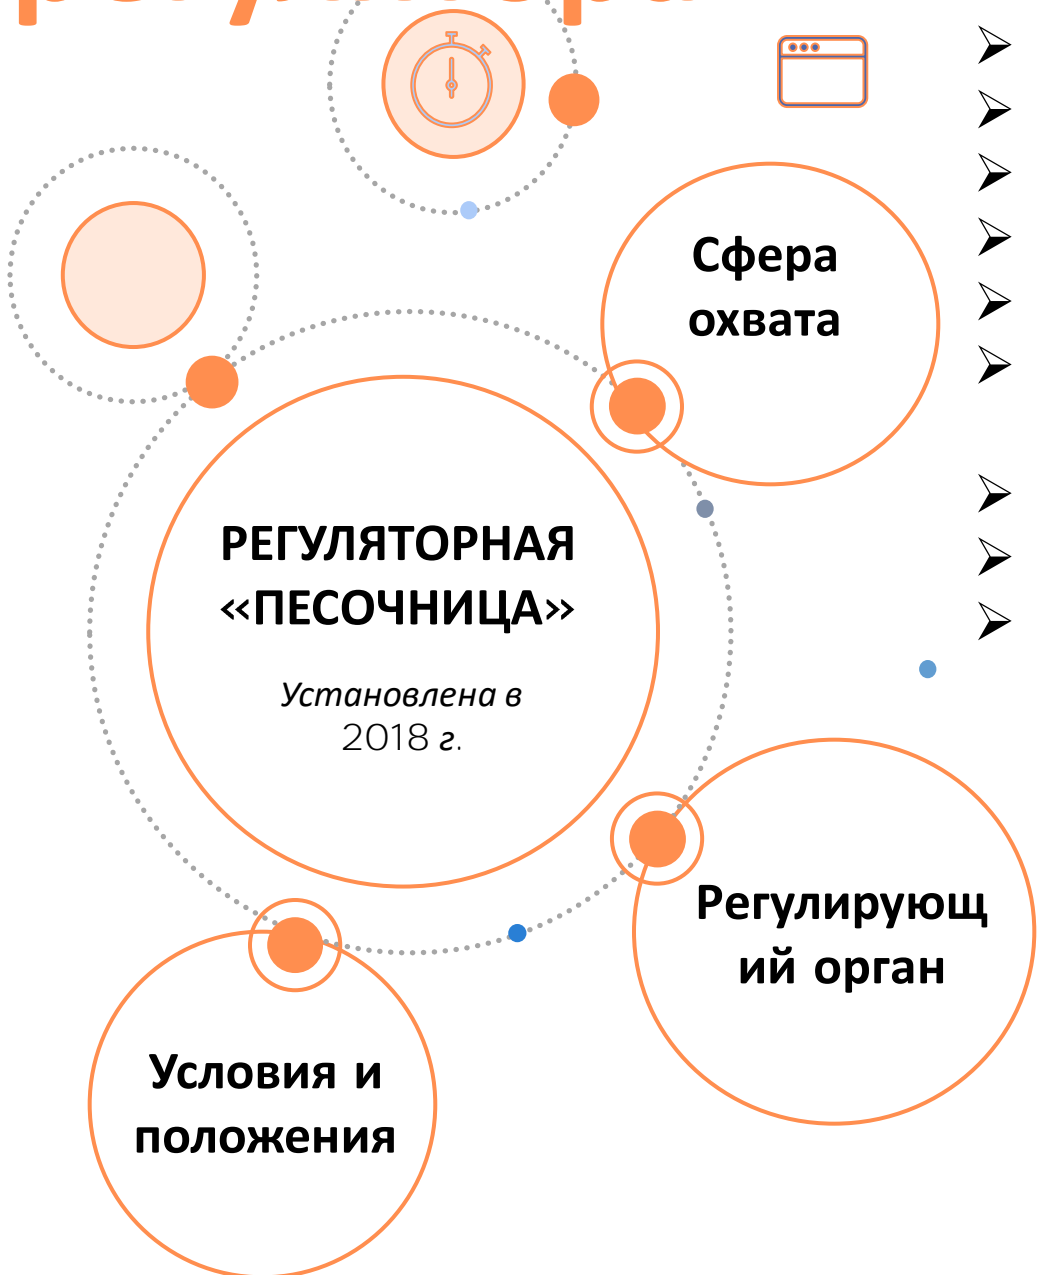 Сфера
охвата
РЕГУЛЯТОРНАЯ
«ПЕСОЧНИЦА»
Установлена в
2018 г.
Регулирующ
ий орган
Условия и
положения